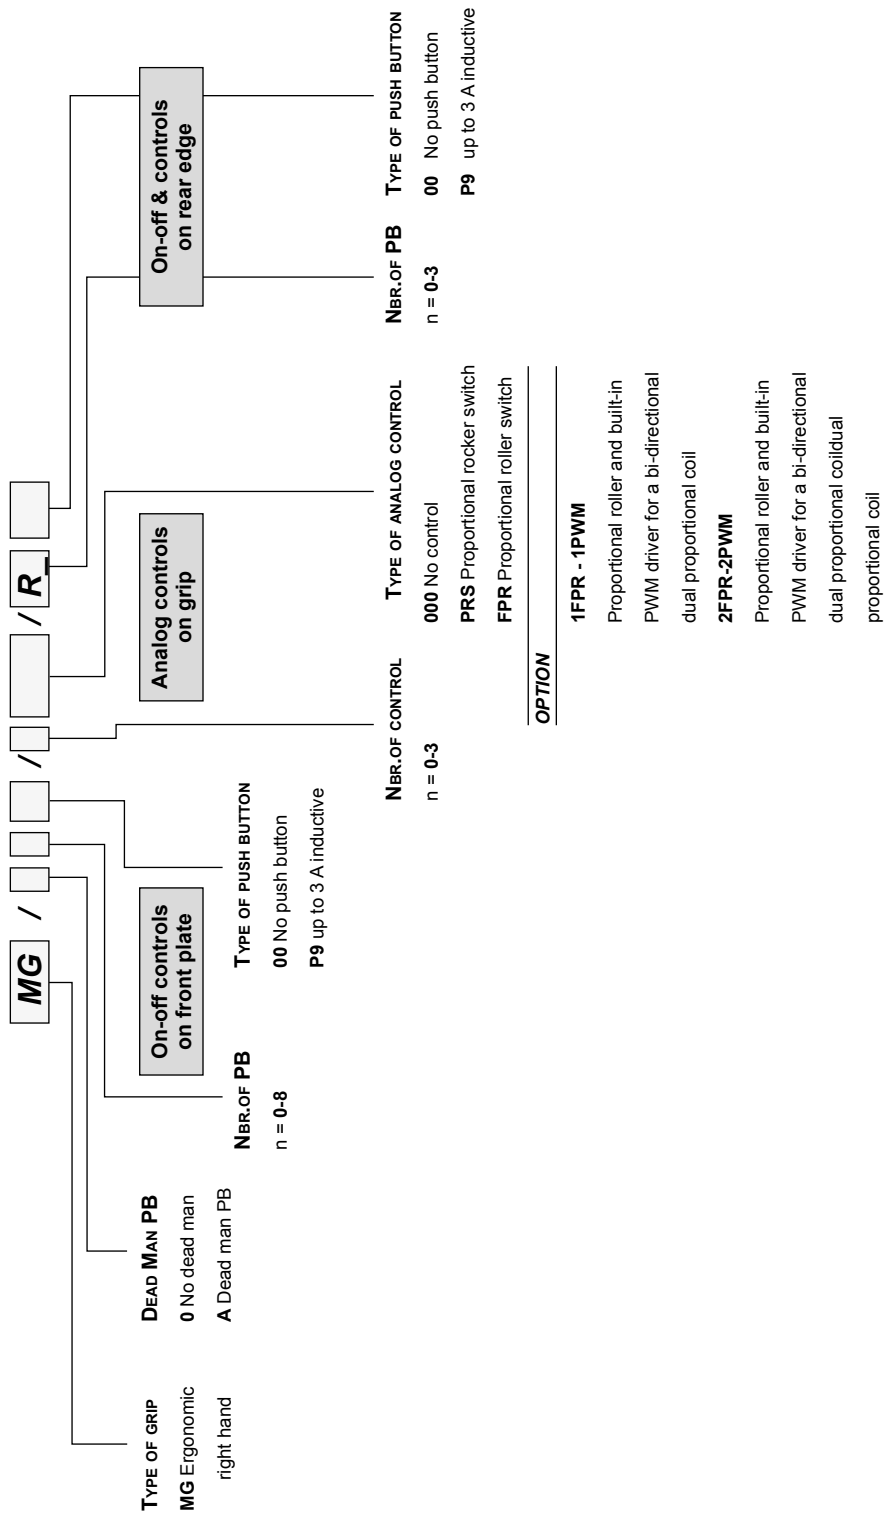 MG / / / R_
TYPE OF GRIP
MG Ergonomic
right hand
DEAD MAN PB
0 No dead man
A Dead man PB
On-off controls
on front plate
NBR.OF PB
n = 0-8
TYPE OF PUSH BUTTON
00 No push button
P9 up to 3 A inductive
Analog controls
on grip
NBR.OF CONTROL
n = 0-3
TYPE OF ANALOG CONTROL
000 No control
PRS Proportional rocker switch
FPR Proportional roller switch
OPTION
1FPR - 1PWM
Proportional roller and built-in
PWM driver for a bi-directional
dual proportional coil
2FPR-2PWM
Proportional roller and built-in
PWM driver for a bi-directional
dual proportional coildual
proportional coil
On-off & controls
on rear edge
NBR.OF PB
n = 0-3
TYPE OF PUSH BUTTON
00 No push button
P9 up to 3 A inductive